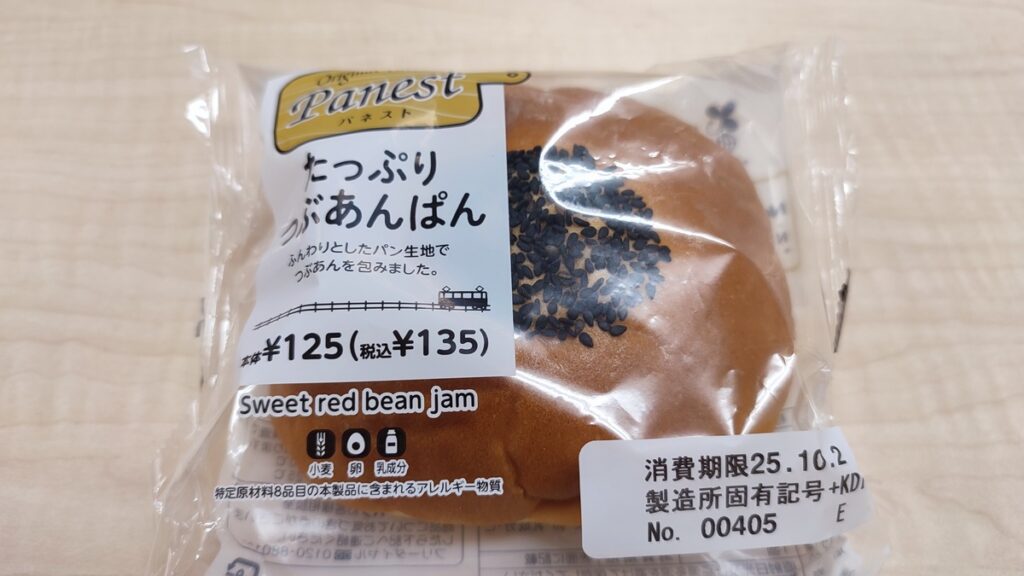 Panest
パネスト
たっぷり
つぶあんぱん
ふんわりとしたパン生地で
つぶあんを包みました。
本体¥125(税込¥135)
Sweet red bean jam
小麦 卵 乳成分
特定原材料8品目の本製品に含まれるアレルギー物質
消費期限25.10.2
製造所固有記号+KD
No. 00405 E